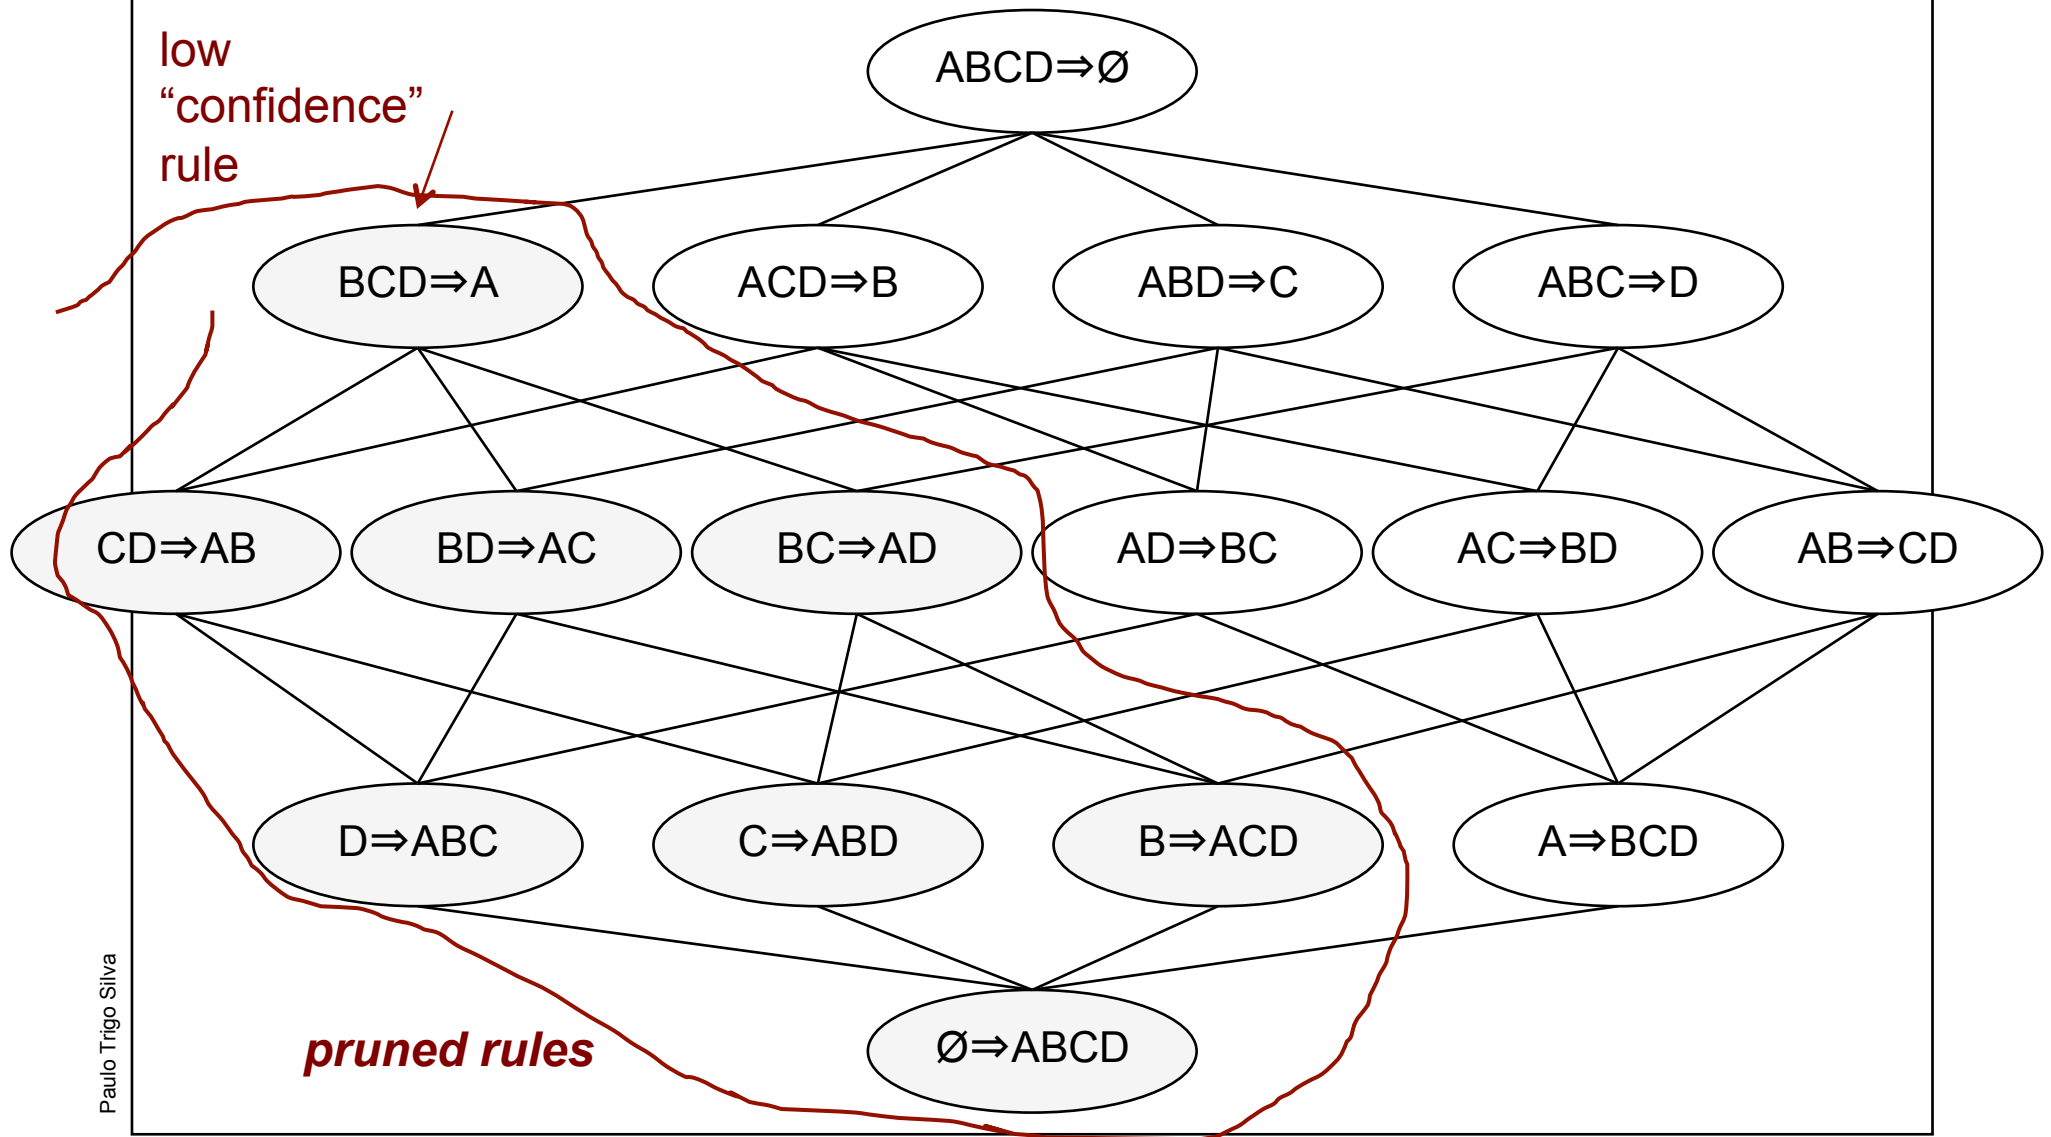 low
“confidence”
rule
ABCD⇒Ø
BCD⇒A
ACD⇒B
ABD⇒C
ABC⇒D
CD⇒AB
BD⇒AC
BC⇒AD
AD⇒BC
AC⇒BD
AB⇒CD
D⇒ABC
C⇒ABD
B⇒ACD
A⇒BCD
Ø⇒ABCD
pruned rules
Paulo Trigo Silva